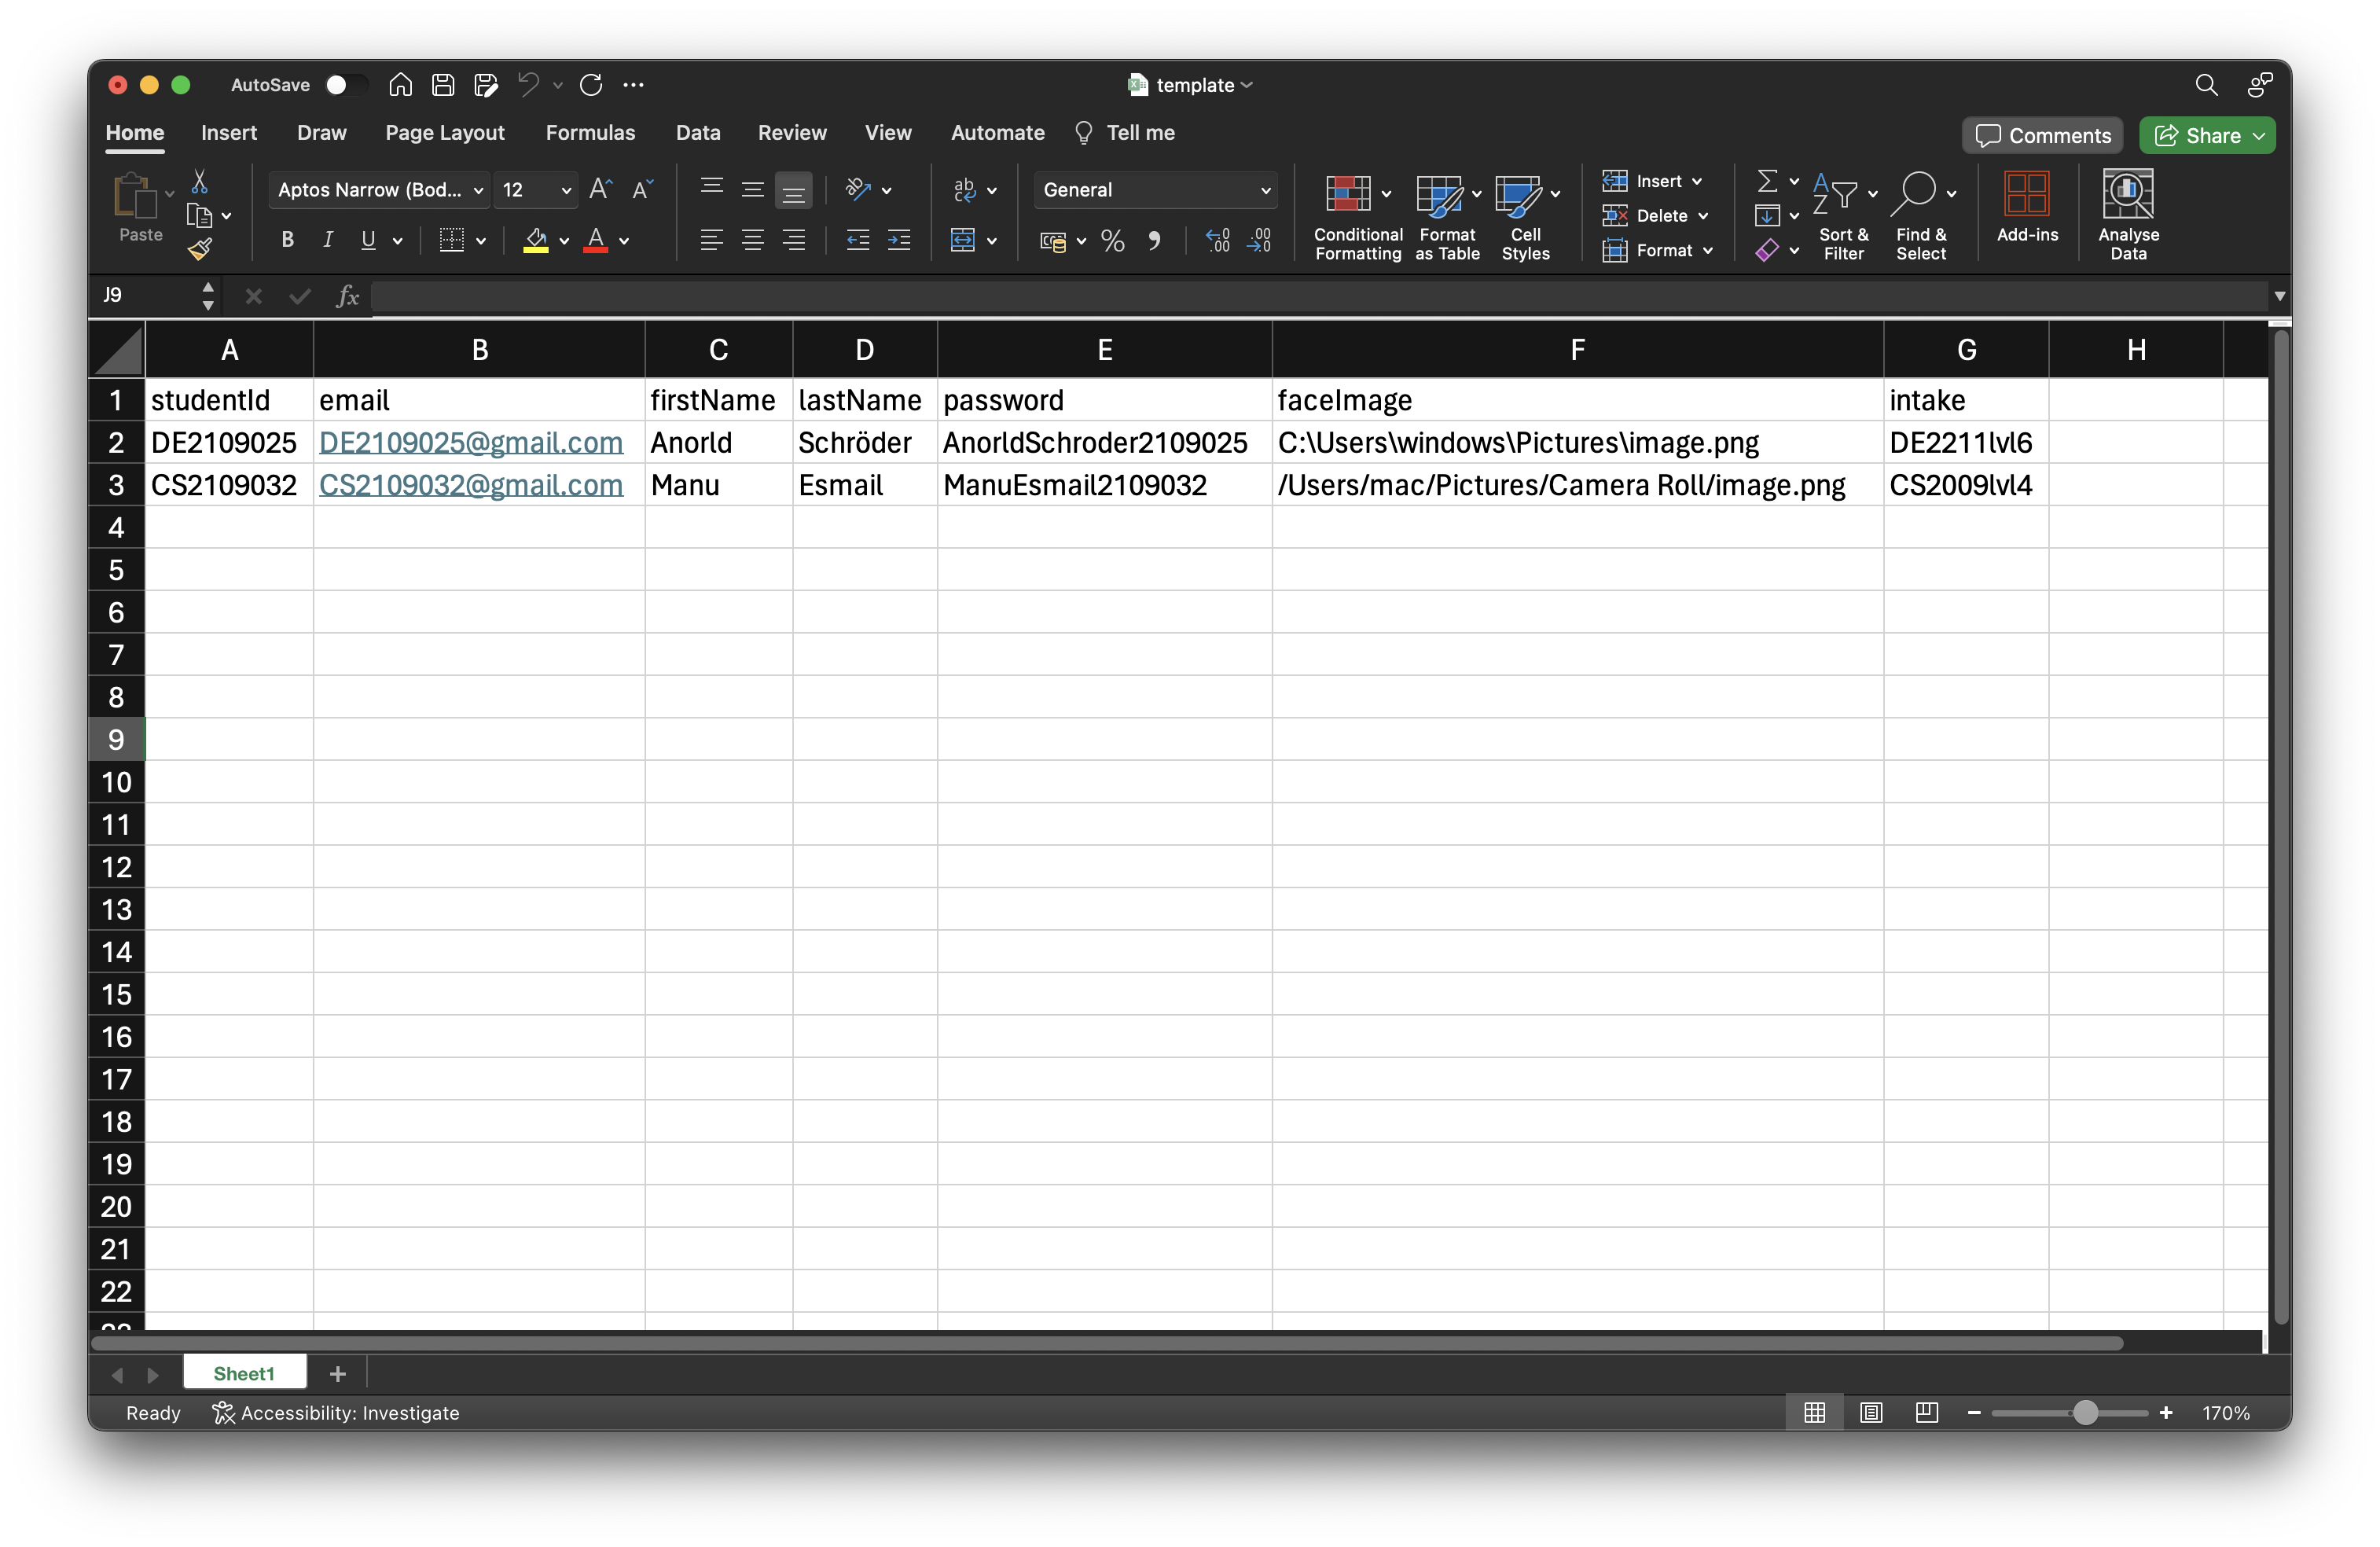 AutoSave template
Home Insert Draw Page Layout Formulas Data Review View Automate Tell me Comments Share
Paste
Aptos Narrow (Bod... 12
B I U
ab
c
General
% 
Conditional Formatting
Format as Table
Cell Styles
Insert
Delete
Format
Sort & Filter
Find & Select
Add-ins
Analyse Data
J9 fx
A B C D E F G H
1 studentId email firstName lastName password faceImage intake
2 DE2109025 DE2109025@gmail.com Anorld Schröder AnorldSchroder2109025 C:\Users\windows\Pictures\image.png DE2211lvl6
3 CS2109032 CS2109032@gmail.com Manu Esmail ManuEsmail2109032 /Users/mac/Pictures/Camera Roll/image.png CS2009lvl4
4
5
6
7
8
9
10
11
12
13
14
15
16
17
18
19
20
21
22
Sheet1
Ready Accessibility: Investigate 170%